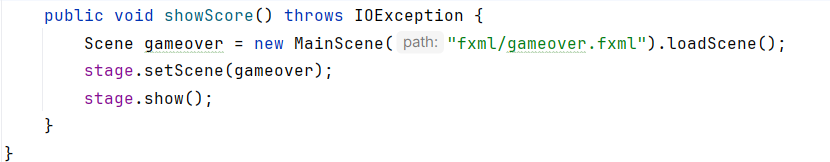 public void showScore() throws IOException {
Scene gameover = new MainScene( path: "fxml/gameover.fxml").loadScene();
stage.setScene(gameover);
stage.show();
}
}